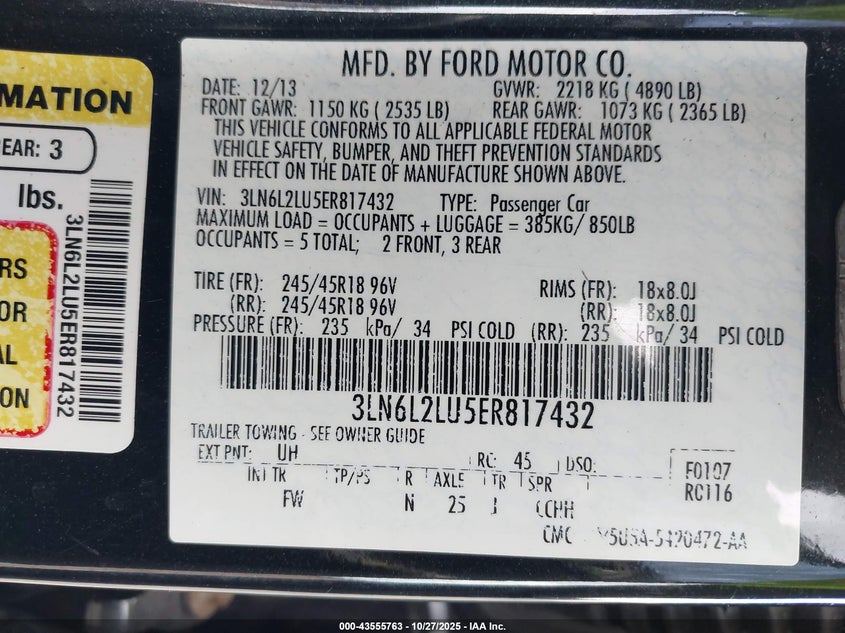 MATION
EAR: 3
lbs.
RS
OR
AL
ON
3LN6L2LU5ER817432
MFD. BY FORD MOTOR CO.
DATE: 12/13 GVWR: 2218 KG ( 4890 LB)
FRONT GAWR: 1150 KG ( 2535 LB) REAR GAWR: 1073 KG ( 2365 LB)
THIS VEHICLE CONFORMS TO ALL APPLICABLE FEDERAL MOTOR
VEHICLE SAFETY, BUMPER, AND THEFT PREVENTION STANDARDS
IN EFFECT ON THE DATE OF MANUFACTURE SHOWN ABOVE.
VIN: 3LN6L2LU5ER817432 TYPE: Passenger Car
MAXIMUM LOAD = OCCUPANTS + LUGGAGE = 385KG/ 850LB
OCCUPANTS = 5 TOTAL; 2 FRONT, 3 REAR
TIRE (FR): 245/45R18 96V RIMS (FR): 18x8.0J
(RR): 245/45R18 96V (RR): 18x8.0J
PRESSURE (FR): 235 kPa/ 34 PSI COLD (RR): 235 kPa/ 34 PSI COLD
3LN6L2LU5ER817432
TRAILER TOWING - SEE OWNER GUIDE
EXT PNT: UH RC: 45 DSO:
INT TR TP/PS R AXLE TR SPR
FW N 25 J CCHH
F0107
RC116
CMC
000-43555763 - 10/27/2025 - IAA Inc.